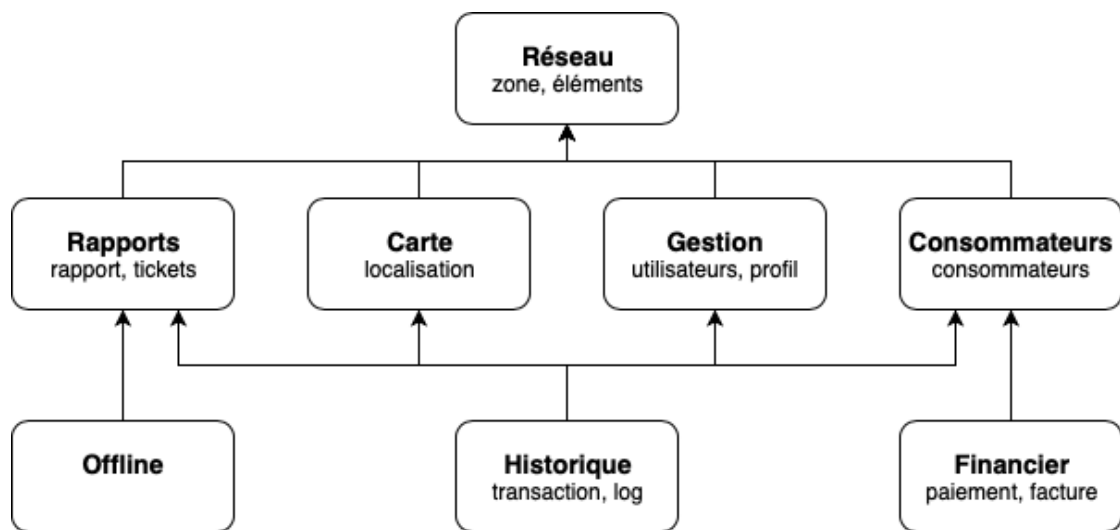 Réseau
zone, éléments
Rapports
rapport, tickets
Carte
localisation
Gestion
utilisateurs, profil
Consommateurs
consommateurs
Offline
Historique
transaction, log
Financier
paiement, facture